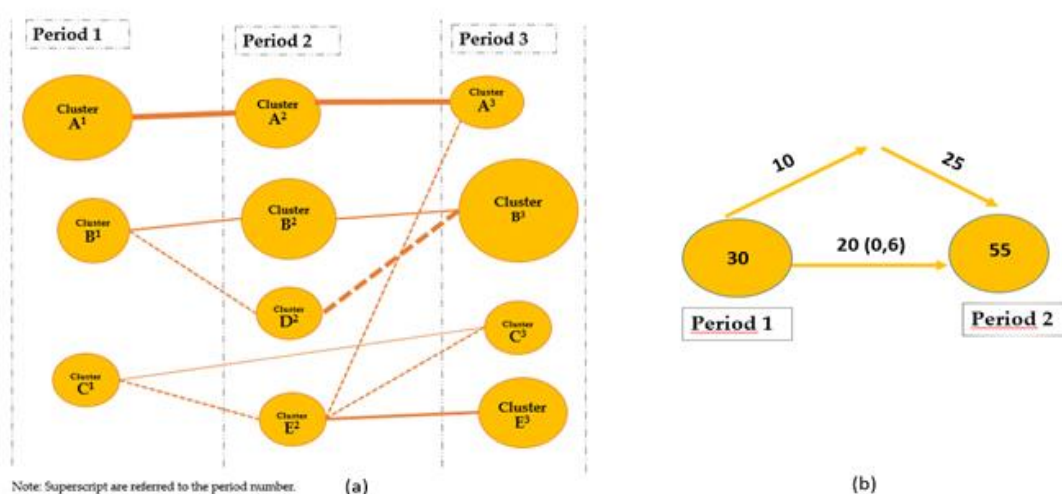 Period 1
Period 2
Period 3
Cluster
A¹
Cluster
A²
Cluster
A³
Cluster
B¹
Cluster
B²
Cluster
B³
Cluster
D²
Cluster
C¹
Cluster
C³
Cluster
E²
Cluster
E³
Note: Superscript are referred to the period number.
(a)
10
25
30
20 (0,6)
55
Period 1
Period 2
(b)